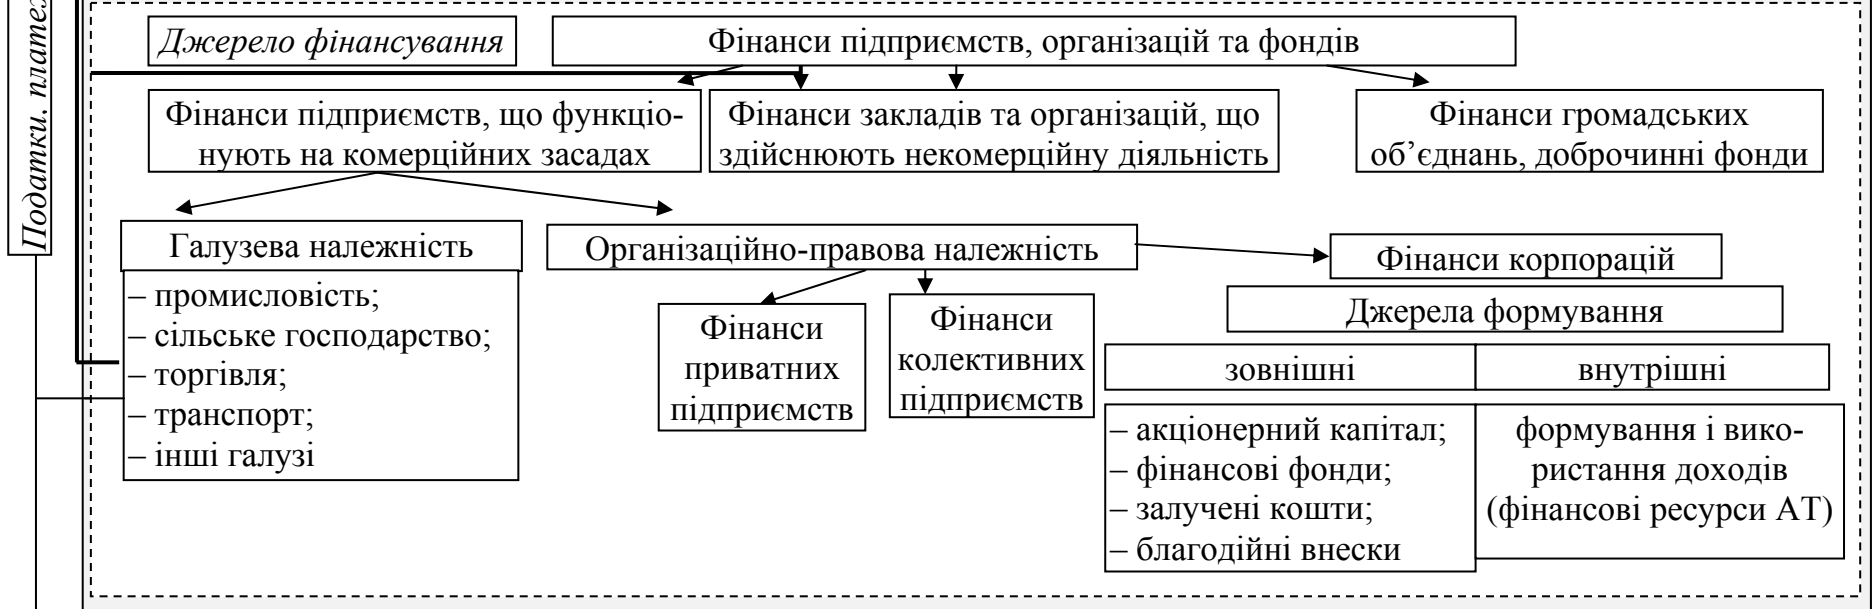 Податки.
Джерело фінансування
Фінанси підприємств, організацій та фондів
Фінанси підприємств, що функціо-
нують на комерційних засадах
Фінанси закладів та організацій, що
здійснюють некомерційну діяльність
Фінанси громадських
об’єднань, доброчинні фонди
Галузева належність
– промисловість;
– сільське господарство;
– торгівля;
– транспорт;
– інші галузі
Організаційно-правова належність
Фінанси
приватних
підприємств
Фінанси
колективних
підприємств
Фінанси корпорацій
Джерела формування
зовнішні
внутрішні
– акціонерний капітал;
– фінансові фонди;
– залучені кошти;
– благодійні внески
формування і вико-
ристання доходів
(фінансові ресурси АТ)